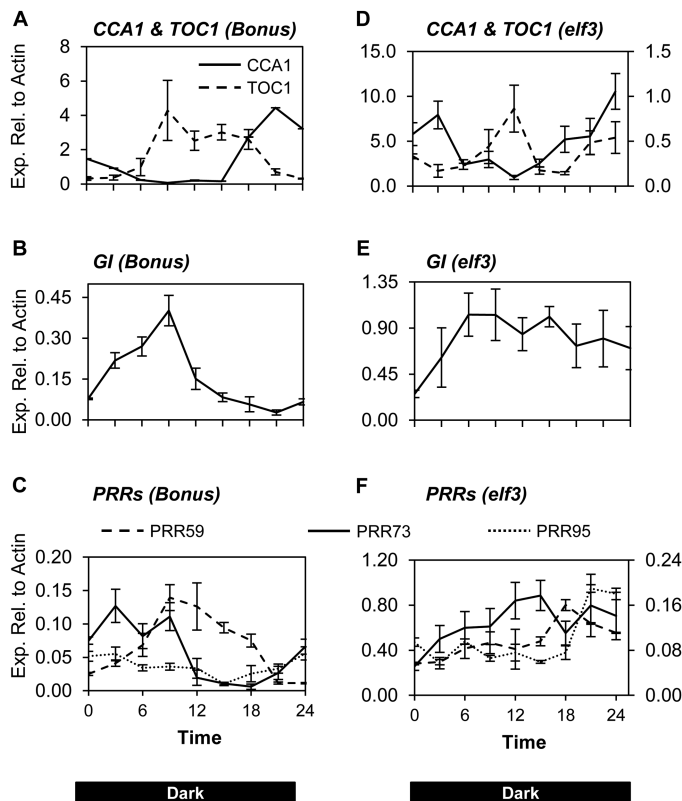 A
CCA1 & TOC1 (Bonus)
Exp. Rel. to Actin
8
6
4
2
0
CCA1
TOC1
D
CCA1 & TOC1 (elf3)
15.0
10.0
5.0
0.0
1.5
1.0
0.5
0.0
B
GI (Bonus)
Exp. Rel. to Actin
0.45
0.30
0.15
0.00
E
GI (elf3)
1.35
0.90
0.45
0.00
C
PRRs (Bonus)
F
PRRs (elf3)
PRR59
PRR73
PRR95
Exp. Rel. to Actin
0.20
0.15
0.10
0.05
0.00
0 6 12 18 24
Time
1.20
0.80
0.40
0.00
0.24
0.16
0.08
0.00
0 6 12 18 24
Time
Dark
Dark